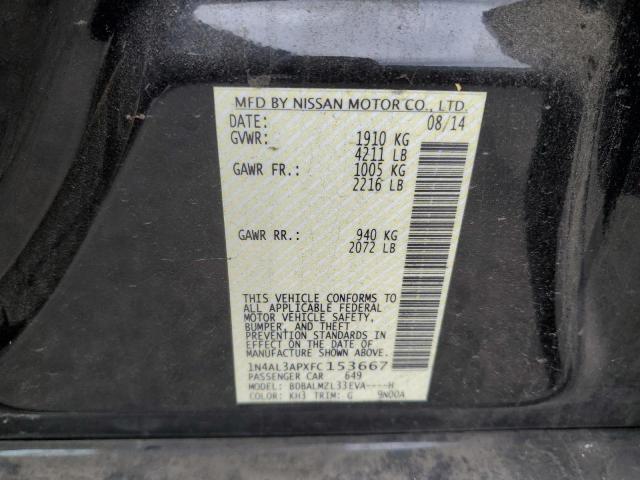 MFD BY NISSAN MOTOR CO., LTD.
DATE: 08/14
GVWR: 1910 KG
4211 LB
GAWR FR.: 1005 KG
2216 LB
GAWR RR.: 940 KG
2072 LB
THIS VEHICLE CONFORMS TO
ALL APPLICABLE FEDERAL
MOTOR VEHICLE SAFETY,
BUMPER, AND THEFT
PREVENTION STANDARDS IN
EFFECT ON THE DATE OF
MANUFACTURE SHOWN ABOVE.
1N4AL3APXFC153667
PASSENGER CAR 649
MODEL: BDBALMZL33EVA----H
COLOR: KH3 TRIM: G 9N00A